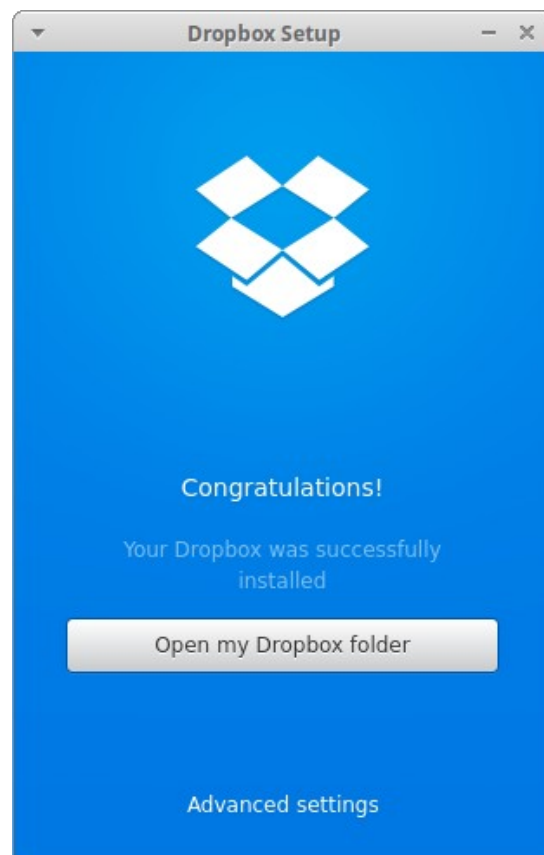 Dropbox Setup
Congratulations!
Your Dropbox was successfully
installed
Open my Dropbox folder
Advanced settings